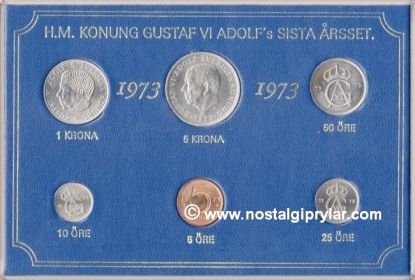 H.M. KONUNG GUSTAF VI ADOLF's SISTA ÅRSSET.
1973 1973
1 KRONA
5 KRONA
50 ÖRE
5
10 ÖRE
5 ÖRE
25 ÖRE
© www.nostalgiprylar.com